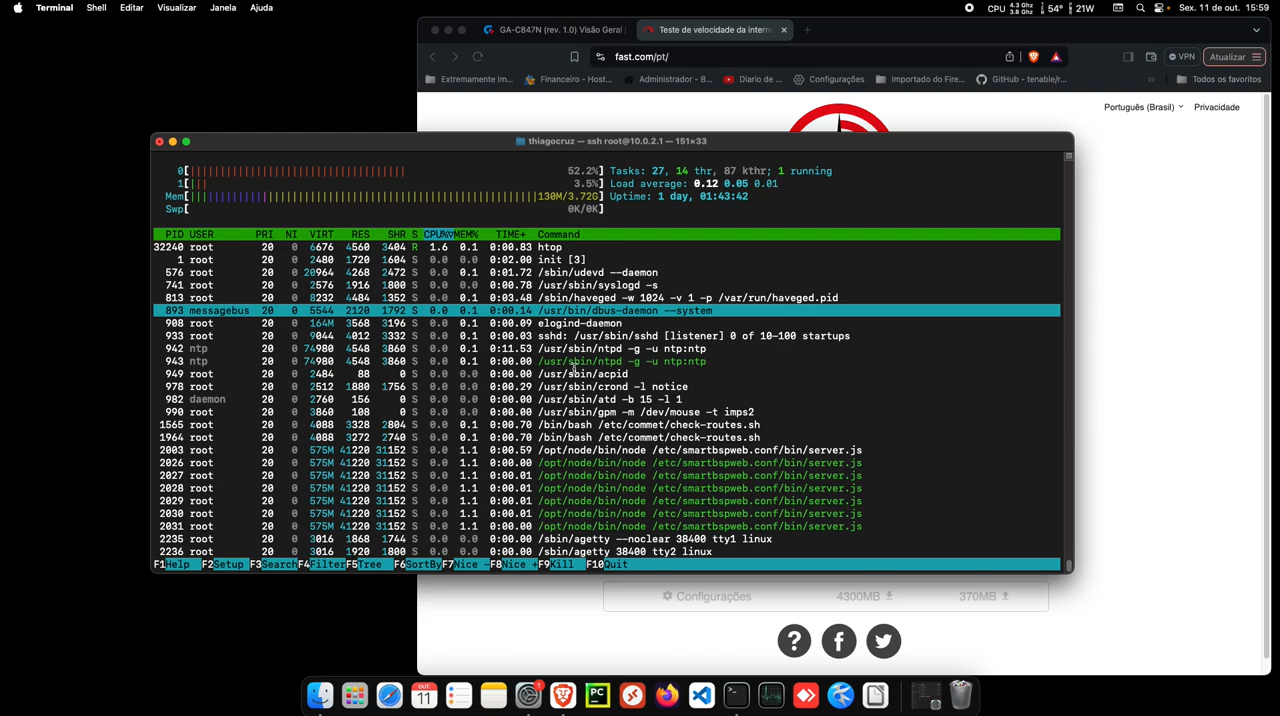 Terminal Shell Editar Visualizar Janela Ajuda CPU 4.3 Ghz 3.8 Ghz 54° 21W Sex. 11 de out. 15:59
GA-C847N (rev. 1.0) Visão Geral Teste de velocidade da intern
fast.com/pt/ VPN Atualizar
Extremamente Im... Financeiro - Host... Administrador - B... Diario de ... Configurações Importado do Fire... GitHub - tenable/r... » Todos os favoritos
Português (Brasil) Privacidade
thiagocruz — ssh root@10.0.2.1 — 151×33
0[||||||||||||||||||||||||||||||||||| 52.2%] Tasks: 27, 14 thr, 87 kthr; 1 running
1[||| 3.5%] Load average: 0.12 0.05 0.01
Mem[||||||||||||||||||||||||||||||||||||||||||||||||||||||||||130M/3.72G] Uptime: 1 day, 01:43:42
Swp[ 0K/0K]
PID USER PRI NI VIRT RES SHR S CPU%▽MEM% TIME+ Command
32240 root 20 0 6676 4560 3404 R 1.6 0.1 0:00.83 htop
1 root 20 0 2480 1720 1604 S 0.0 0.0 0:02.00 init [3]
576 root 20 0 20964 4268 2472 S 0.0 0.1 0:01.72 /sbin/udevd --daemon
741 root 20 0 2576 1916 1800 S 0.0 0.0 0:00.78 /usr/sbin/syslogd -s
813 root 20 0 8232 4484 1352 S 0.0 0.1 0:03.48 /sbin/haveged -w 1024 -v 1 -p /var/run/haveged.pid
893 messagebus 20 0 5544 2120 1792 S 0.0 0.1 0:00.14 /usr/bin/dbus-daemon --system
908 root 20 0 164M 3568 3196 S 0.0 0.1 0:00.09 elogind-daemon
933 root 20 0 9044 4012 3332 S 0.0 0.1 0:00.03 sshd: /usr/sbin/sshd [listener] 0 of 10-100 startups
942 ntp 20 0 74980 4548 3860 S 0.0 0.1 0:11.53 /usr/sbin/ntpd -g -u ntp:ntp
943 ntp 20 0 74980 4548 3860 S 0.0 0.1 0:00.00 /usr/sbin/ntpd -g -u ntp:ntp
949 root 20 0 2484 88 0 S 0.0 0.0 0:00.00 /usr/sbin/acpid
978 root 20 0 2512 1880 1756 S 0.0 0.0 0:00.29 /usr/sbin/crond -l notice
982 daemon 20 0 2760 156 0 S 0.0 0.0 0:00.00 /usr/sbin/atd -b 15 -l 1
990 root 20 0 3860 108 0 S 0.0 0.0 0:00.00 /usr/sbin/gpm -m /dev/mouse -t imps2
1565 root 20 0 4088 3328 2804 S 0.0 0.1 0:00.70 /bin/bash /etc/commet/check-routes.sh
1964 root 20 0 4088 3272 2740 S 0.0 0.1 0:00.70 /bin/bash /etc/commet/check-routes.sh
2003 root 20 0 575M 41220 31152 S 0.0 1.1 0:00.59 /opt/node/bin/node /etc/smartbspweb.conf/bin/server.js
2026 root 20 0 575M 41220 31152 S 0.0 1.1 0:00.00 /opt/node/bin/node /etc/smartbspweb.conf/bin/server.js
2027 root 20 0 575M 41220 31152 S 0.0 1.1 0:00.01 /opt/node/bin/node /etc/smartbspweb.conf/bin/server.js
2028 root 20 0 575M 41220 31152 S 0.0 1.1 0:00.01 /opt/node/bin/node /etc/smartbspweb.conf/bin/server.js
2029 root 20 0 575M 41220 31152 S 0.0 1.1 0:00.01 /opt/node/bin/node /etc/smartbspweb.conf/bin/server.js
2030 root 20 0 575M 41220 31152 S 0.0 1.1 0:00.01 /opt/node/bin/node /etc/smartbspweb.conf/bin/server.js
2031 root 20 0 575M 41220 31152 S 0.0 1.1 0:00.00 /opt/node/bin/node /etc/smartbspweb.conf/bin/server.js
2235 root 20 0 3016 1868 1744 S 0.0 0.0 0:00.00 /sbin/agetty --noclear 38400 tty1 linux
2236 root 20 0 3016 1920 1800 S 0.0 0.0 0:00.00 /sbin/agetty 38400 tty2 linux
F1Help F2Setup F3SearchF4FilterF5Tree F6SortByF7Nice -F8Nice +F9Kill F10Quit
Configurações 4300MB 370MB
OUT. 11 1 PC